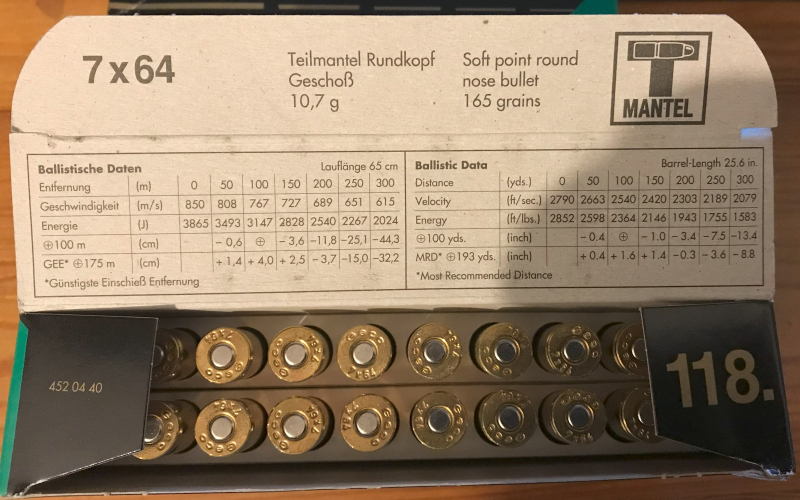 7 x 64
Teilmantel Rundkopf
Geschoß
10,7 g
Soft point round
nose bullet
165 grains
T
MANTEL
Ballistische Daten Lauflänge 65 cm
Entfernung (m) 0 50 100 150 200 250 300
Geschwindigkeit (m/s) 850 808 767 727 689 651 615
Energie (J) 3865 3493 3147 2828 2540 2267 2024
⊕100 m (cm) – 0,6 ⊕ – 3,6 –11,8 –25,1 –44,3
GEE* ⊕175 m (cm) + 1,4 + 4,0 + 2,5 – 3,7 –15,0 –32,2
*Günstigste Einschieß Entfernung
Ballistic Data Barrel-Length 25.6 in.
Distance (yds.) 0 50 100 150 200 250 300
Velocity (ft/sec.) 2790 2663 2540 2420 2303 2189 2079
Energy (ft/lbs.) 2852 2598 2364 2146 1943 1755 1583
⊕100 yds. (inch) – 0.4 ⊕ – 1.0 – 3.4 – 7.5 –13.4
MRD* ⊕193 yds. (inch) + 0.4 + 1.6 + 1.4 –0.3 – 3.6 – 8.8
*Most Recommended Distance
452 04 40
118.